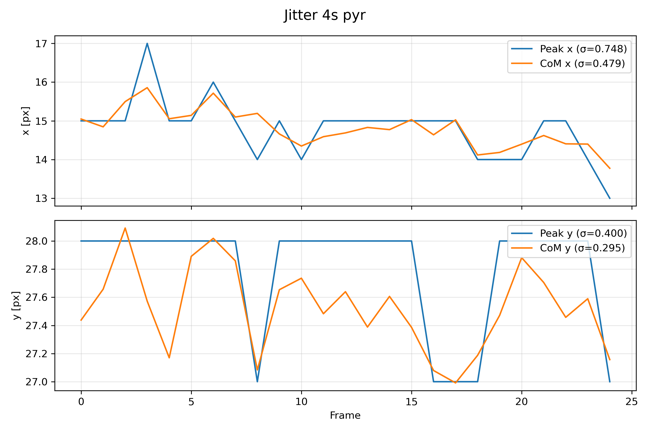 Jitter 4s pyr
17
16
15
14
13
x [px]
Peak x (σ=0.748)
CoM x (σ=0.479)
28.0
27.8
27.6
27.4
27.2
27.0
y [px]
Peak y (σ=0.400)
CoM y (σ=0.295)
0 5 10 15 20 25
Frame